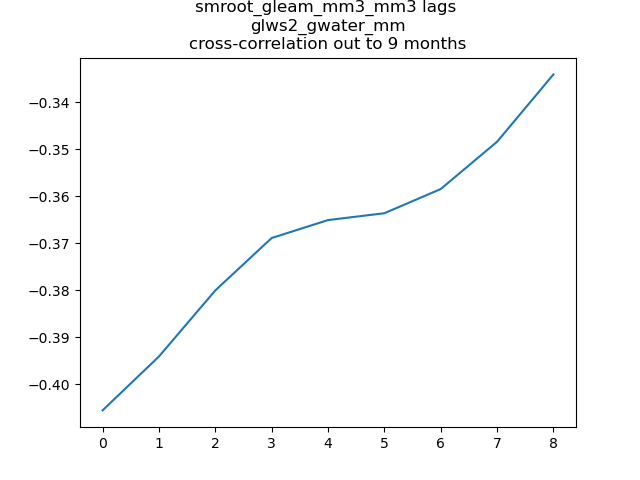 smroot_gleam_mm3_mm3 lags
glws2_gwater_mm
cross-correlation out to 9 months
−0.34
−0.35
−0.36
−0.37
−0.38
−0.39
−0.40
0 1 2 3 4 5 6 7 8